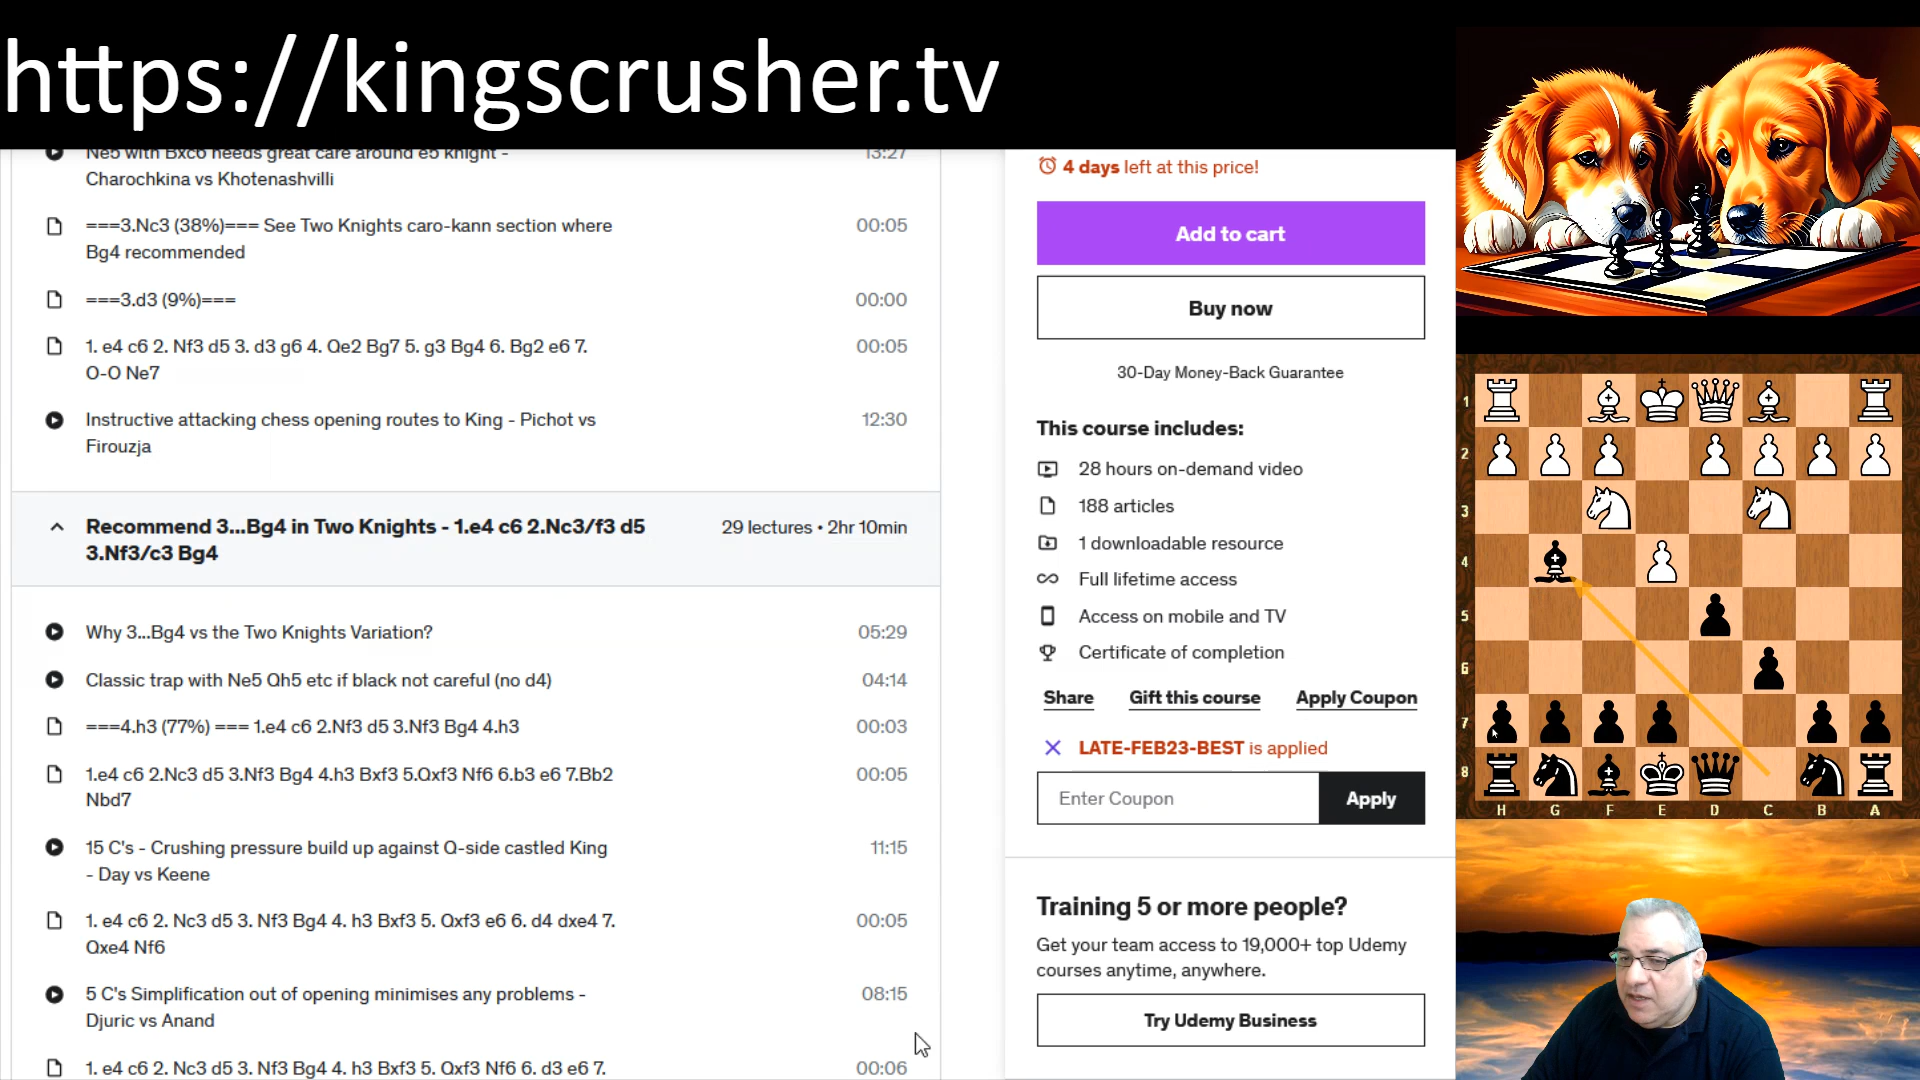 https://kingscrusher.tv
Ne5 with Bxc6 needs great care around e5 knight -
13:27
Charochkina vs Khotenashvilli
===3.Nc3 (38%)=== See Two Knights caro-kann section where
00:05
Bg4 recommended
===3.d3 (9%)===
00:00
1. e4 c6 2. Nf3 d5 3. d3 g6 4. Qe2 Bg7 5. g3 Bg4 6. Bg2 e6 7.
00:05
O-O Ne7
Instructive attacking chess opening routes to King - Pichot vs
12:30
Firouzja
Recommend 3...Bg4 in Two Knights - 1.e4 c6 2.Nc3/f3 d5
29 lectures • 2hr 10min
3.Nf3/c3 Bg4
Why 3...Bg4 vs the Two Knights Variation?
05:29
Classic trap with Ne5 Qh5 etc if black not careful (no d4)
04:14
===4.h3 (77%) === 1.e4 c6 2.Nf3 d5 3.Nf3 Bg4 4.h3
00:03
1.e4 c6 2.Nc3 d5 3.Nf3 Bg4 4.h3 Bxf3 5.Qxf3 Nf6 6.b3 e6 7.Bb2
00:05
Nbd7
15 C's - Crushing pressure build up against Q-side castled King
11:15
- Day vs Keene
1. e4 c6 2. Nc3 d5 3. Nf3 Bg4 4. h3 Bxf3 5. Qxf3 e6 6. d4 dxe4 7.
00:05
Qxe4 Nf6
5 C's Simplification out of opening minimises any problems -
08:15
Djuric vs Anand
1. e4 c6 2. Nc3 d5 3. Nf3 Bg4 4. h3 Bxf3 5. Qxf3 Nf6 6. d3 e6 7.
00:06
4 days left at this price!
Add to cart
Buy now
30-Day Money-Back Guarantee
This course includes:
28 hours on-demand video
188 articles
1 downloadable resource
Full lifetime access
Access on mobile and TV
Certificate of completion
Share
Gift this course
Apply Coupon
LATE-FEB23-BEST is applied
Enter Coupon
Apply
Training 5 or more people?
Get your team access to 19,000+ top Udemy
courses anytime, anywhere.
Try Udemy Business
1
2
3
4
5
6
7
8
H G F E D C B A